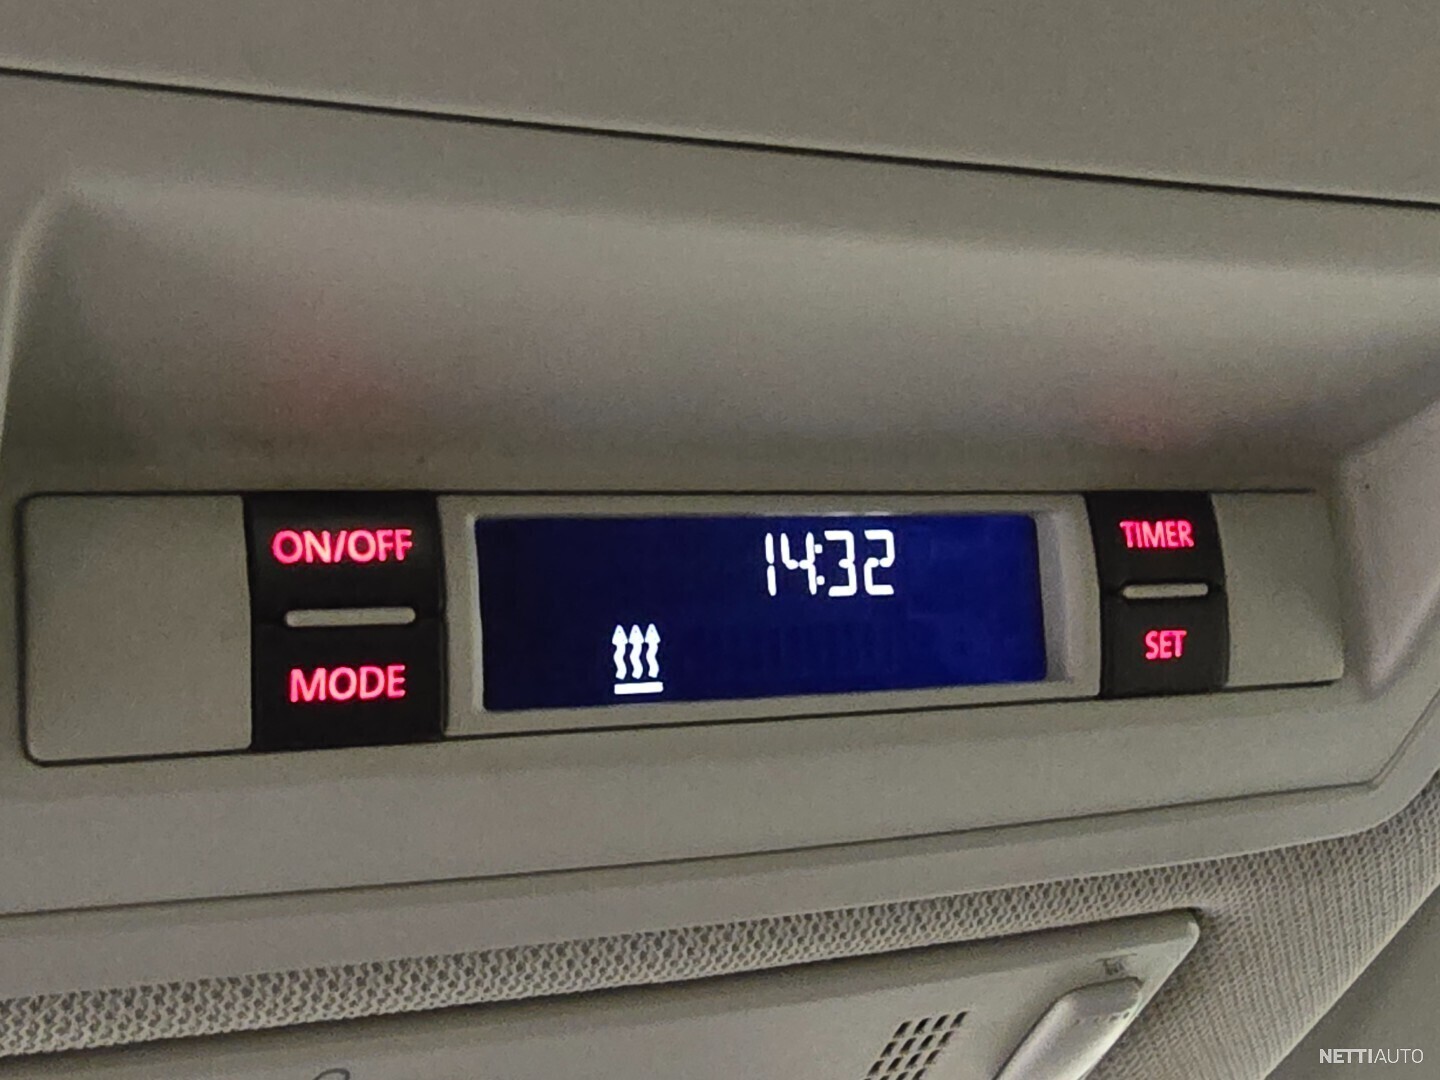 ON/OFF
MODE
14:32
TIMER
SET
NETTIAUTO